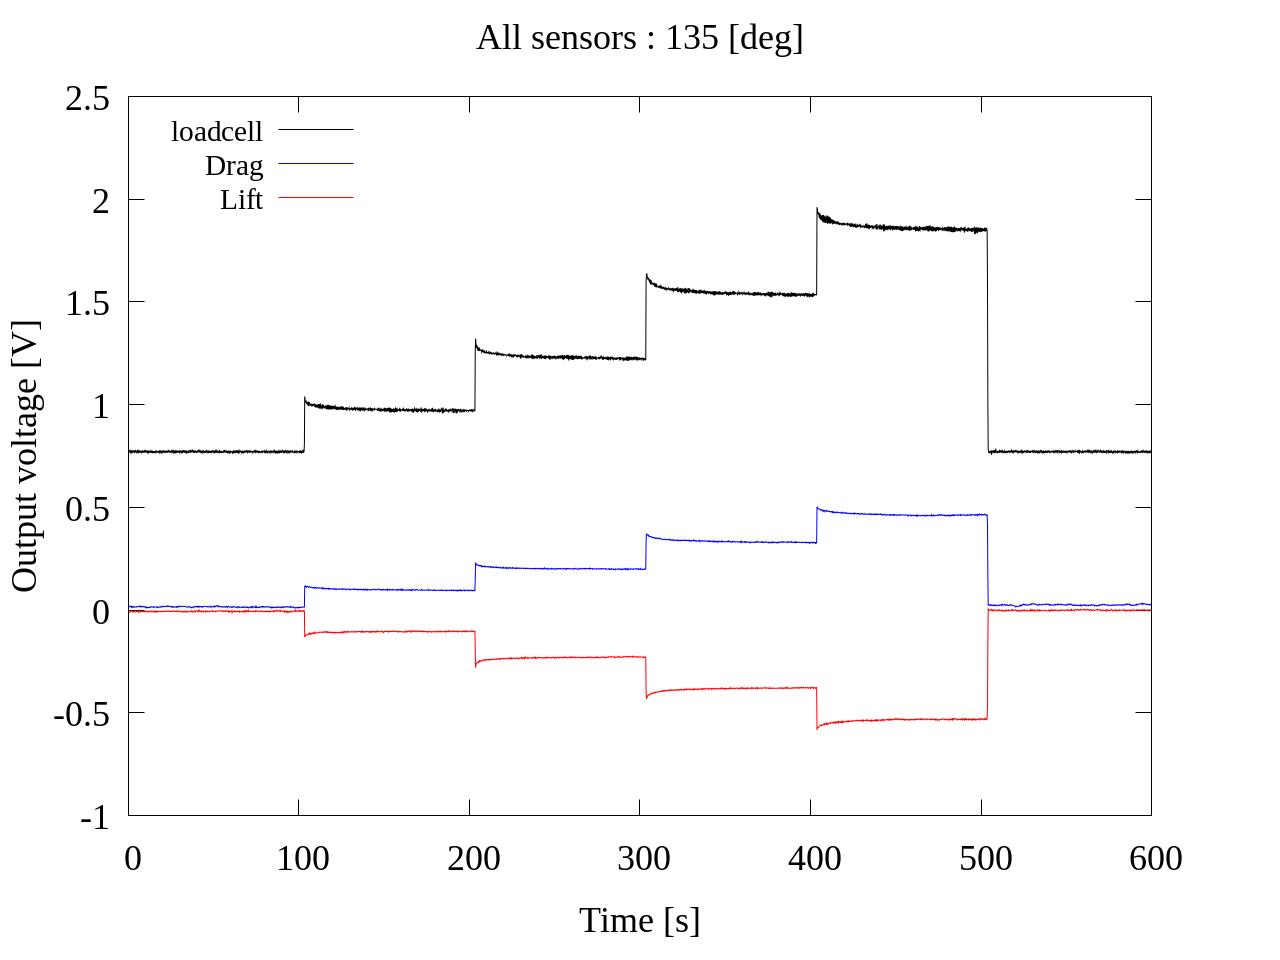 All sensors : 135 [deg]
2.5
2
1.5
1
0.5
0
-0.5
-1
loadcell
Drag
Lift
Output voltage [V]
0 100 200 300 400 500 600
Time [s]